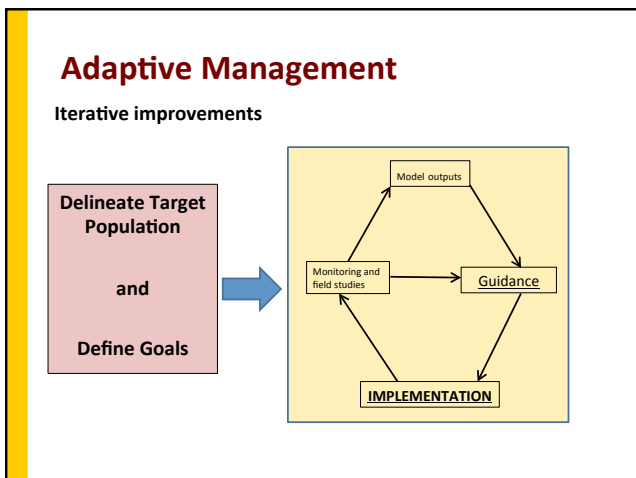 Adaptive Management
Iterative improvements
Delineate Target
Population
and
Define Goals
Model outputs
Monitoring and
field studies
Guidance
IMPLEMENTATION